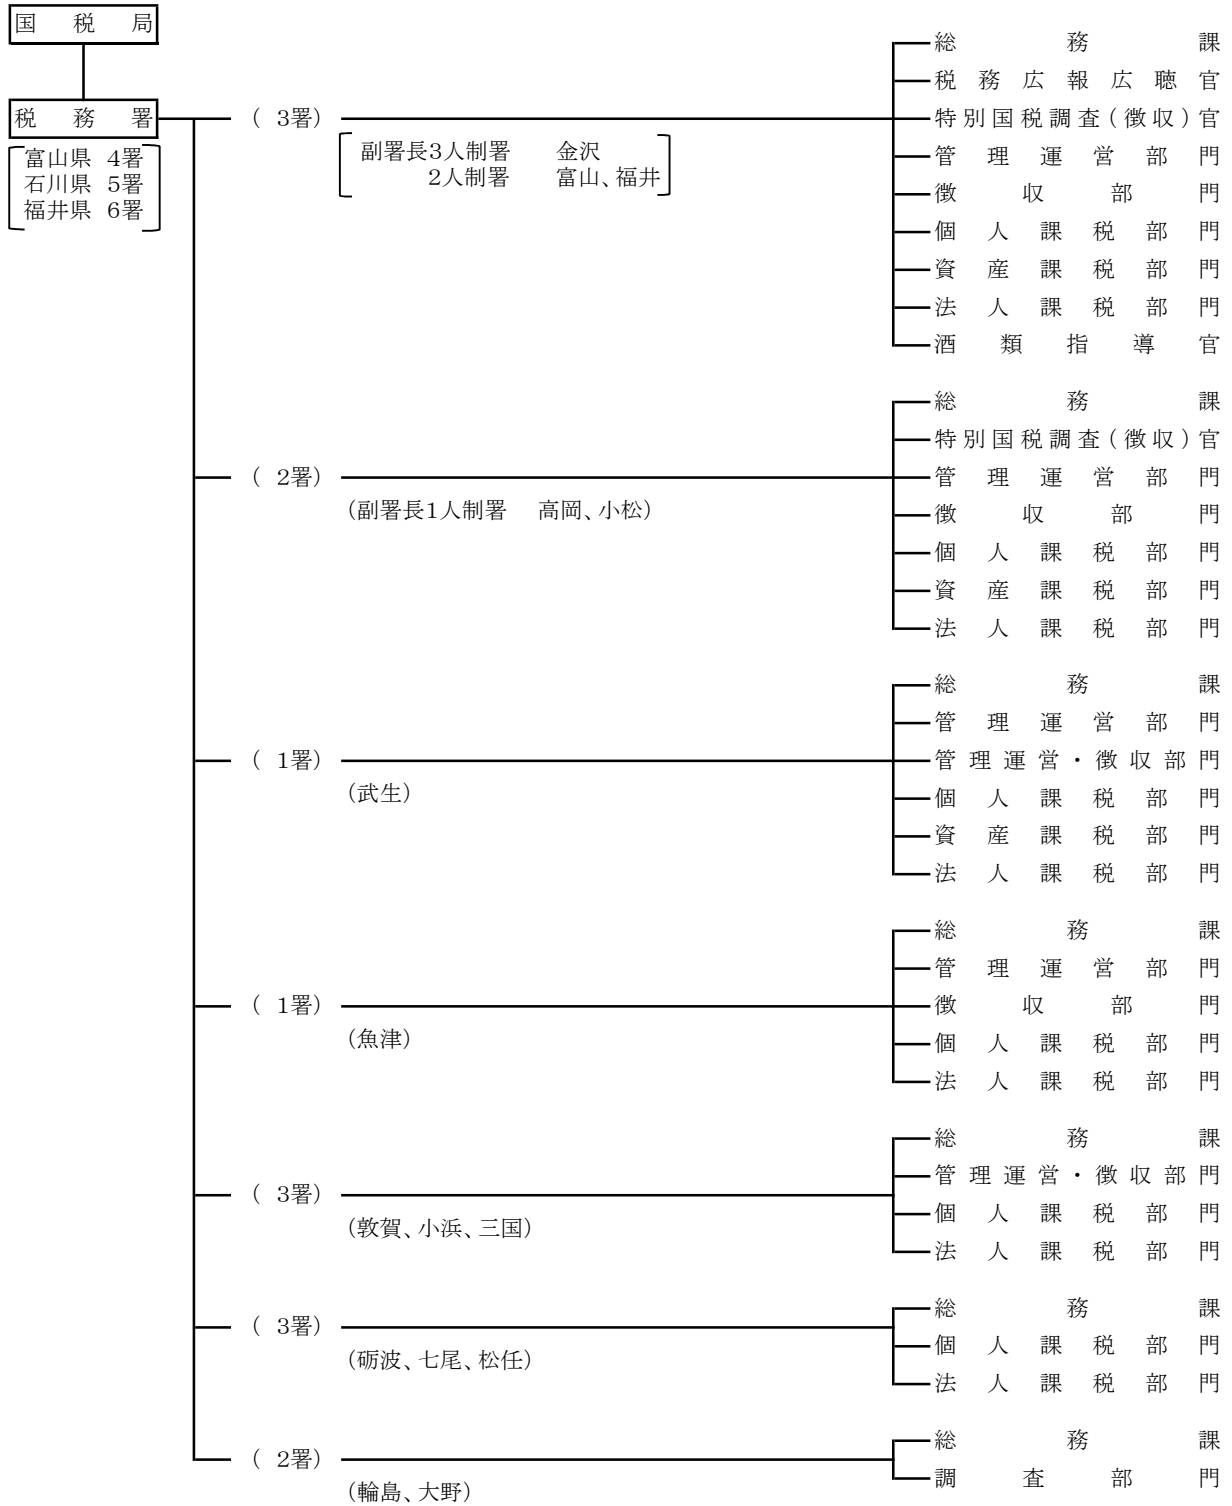 国税局
税務署
富山県 4署
石川県 5署
福井県 6署
( 3署)
副署長3人制署 金沢
2人制署 富山、福井
総務課
税務広報広聴官
特別国税調査(徴収)官
管理運営部門
徴収部門
個人課税部門
資産課税部門
法人課税部門
酒類指導官
( 2署)
(副署長1人制署 高岡、小松)
総務課
特別国税調査(徴収)官
管理運営部門
徴収部門
個人課税部門
資産課税部門
法人課税部門
( 1署)
(武生)
総務課
管理運営部門
管理運営・徴収部門
個人課税部門
資産課税部門
法人課税部門
( 1署)
(魚津)
総務課
管理運営部門
徴収部門
個人課税部門
法人課税部門
( 3署)
(敦賀、小浜、三国)
総務課
管理運営・徴収部門
個人課税部門
法人課税部門
( 3署)
(砺波、七尾、松任)
総務課
個人課税部門
法人課税部門
( 2署)
(輪島、大野)
総務課
調査部門